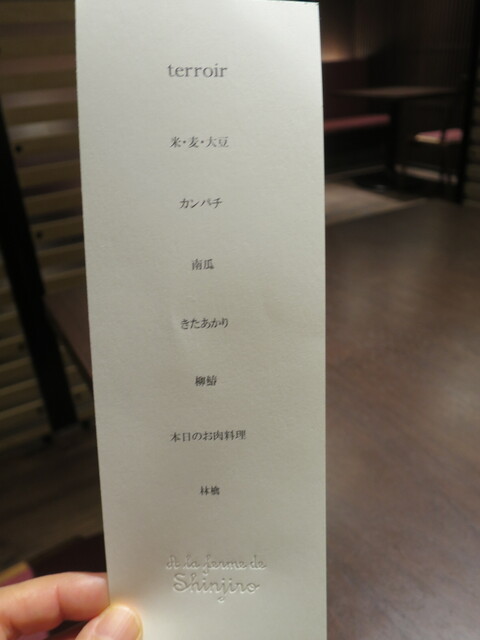 terroir
米・麦・大豆
カンパチ
南瓜
きたあかり
柳鰆
本日のお肉料理
林檎
à la ferme de
Shinjiro